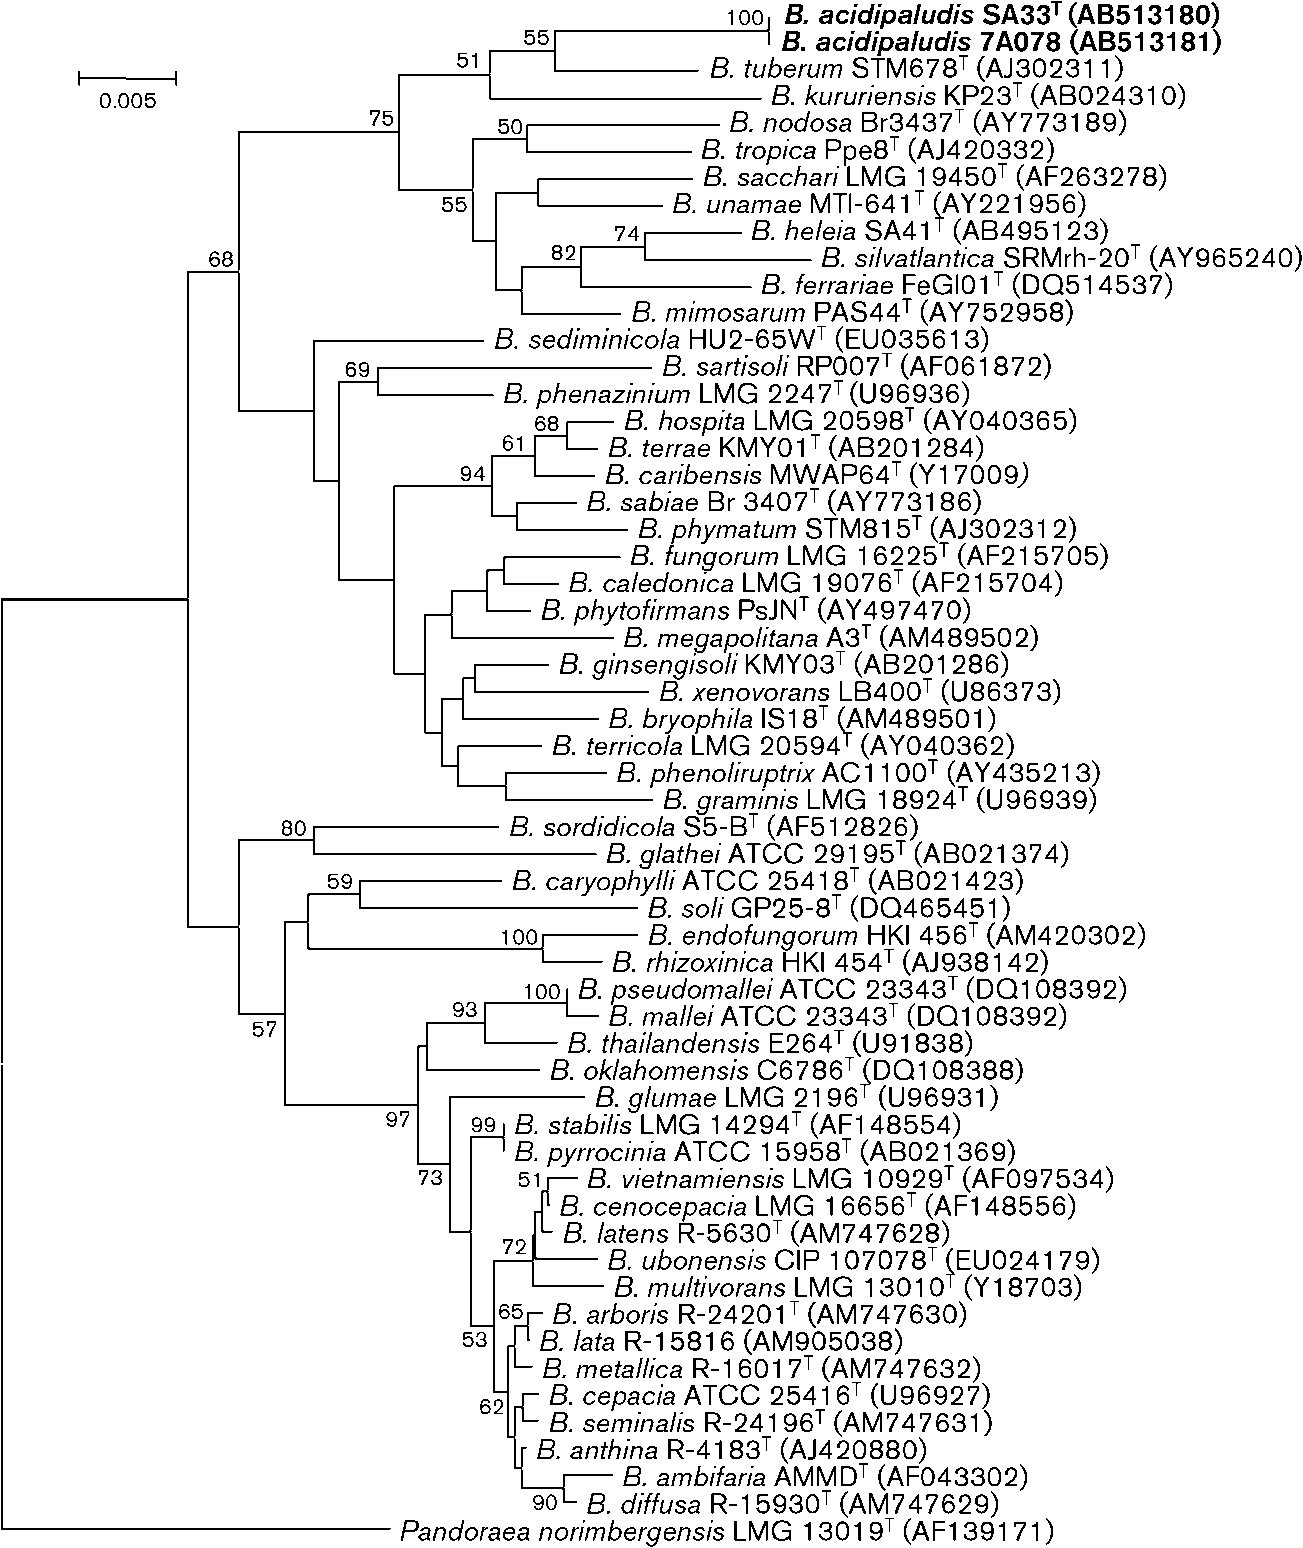 100
B. acidipaludis SA33ᵀ (AB513180)
B. acidipaludis 7A078 (AB513181)
55
B. tuberum STM678ᵀ (AJ302311)
51
B. kururiensis KP23ᵀ (AB024310)
0.005
75
B. nodosa Br3437ᵀ (AY773189)
50
B. tropica Ppe8ᵀ (AJ420332)
B. sacchari LMG 19450ᵀ (AF263278)
55
B. unamae MTI-641ᵀ (AY221956)
74
B. heleia SA41ᵀ (AB495123)
82
B. silvatlantica SRMrh-20ᵀ (AY965240)
68
B. ferrariae FeGl01ᵀ (DQ514537)
B. mimosarum PAS44ᵀ (AY752958)
B. sediminicola HU2-65Wᵀ (EU035613)
69
B. sartisoli RP007ᵀ (AF061872)
B. phenazinium LMG 2247ᵀ (U96936)
68
B. hospita LMG 20598ᵀ (AY040365)
61
B. terrae KMY01ᵀ (AB201284)
94
B. caribensis MWAP64ᵀ (Y17009)
B. sabiae Br 3407ᵀ (AY773186)
B. phymatum STM815ᵀ (AJ302312)
B. fungorum LMG 16225ᵀ (AF215705)
B. caledonica LMG 19076ᵀ (AF215704)
B. phytofirmans PsJNᵀ (AY497470)
B. megapolitana A3ᵀ (AM489502)
B. ginsengisoli KMY03ᵀ (AB201286)
B. xenovorans LB400ᵀ (U86373)
B. bryophila IS18ᵀ (AM489501)
B. terricola LMG 20594ᵀ (AY040362)
B. phenoliruptrix AC1100ᵀ (AY435213)
B. graminis LMG 18924ᵀ (U96939)
80
B. sordidicola S5-Bᵀ (AF512826)
B. glathei ATCC 29195ᵀ (AB021374)
59
B. caryophylli ATCC 25418ᵀ (AB021423)
B. soli GP25-8ᵀ (DQ465451)
100
B. endofungorum HKI 456ᵀ (AM420302)
B. rhizoxinica HKI 454ᵀ (AJ938142)
100
B. pseudomallei ATCC 23343ᵀ (DQ108392)
93
B. mallei ATCC 23343ᵀ (DQ108392)
57
B. thailandensis E264ᵀ (U91838)
B. oklahomensis C6786ᵀ (DQ108388)
B. glumae LMG 2196ᵀ (U96931)
97
99
B. stabilis LMG 14294ᵀ (AF148554)
B. pyrrocinia ATCC 15958ᵀ (AB021369)
73
51
B. vietnamiensis LMG 10929ᵀ (AF097534)
B. cenocepacia LMG 16656ᵀ (AF148556)
B. latens R-5630ᵀ (AM747628)
72
B. ubonensis CIP 107078ᵀ (EU024179)
B. multivorans LMG 13010ᵀ (Y18703)
65
B. arboris R-24201ᵀ (AM747630)
53
B. lata R-15816 (AM905038)
B. metallica R-16017ᵀ (AM747632)
B. cepacia ATCC 25416ᵀ (U96927)
62
B. seminalis R-24196ᵀ (AM747631)
B. anthina R-4183ᵀ (AJ420880)
B. ambifaria AMMDᵀ (AF043302)
90
B. diffusa R-15930ᵀ (AM747629)
Pandoraea norimbergensis LMG 13019ᵀ (AF139171)